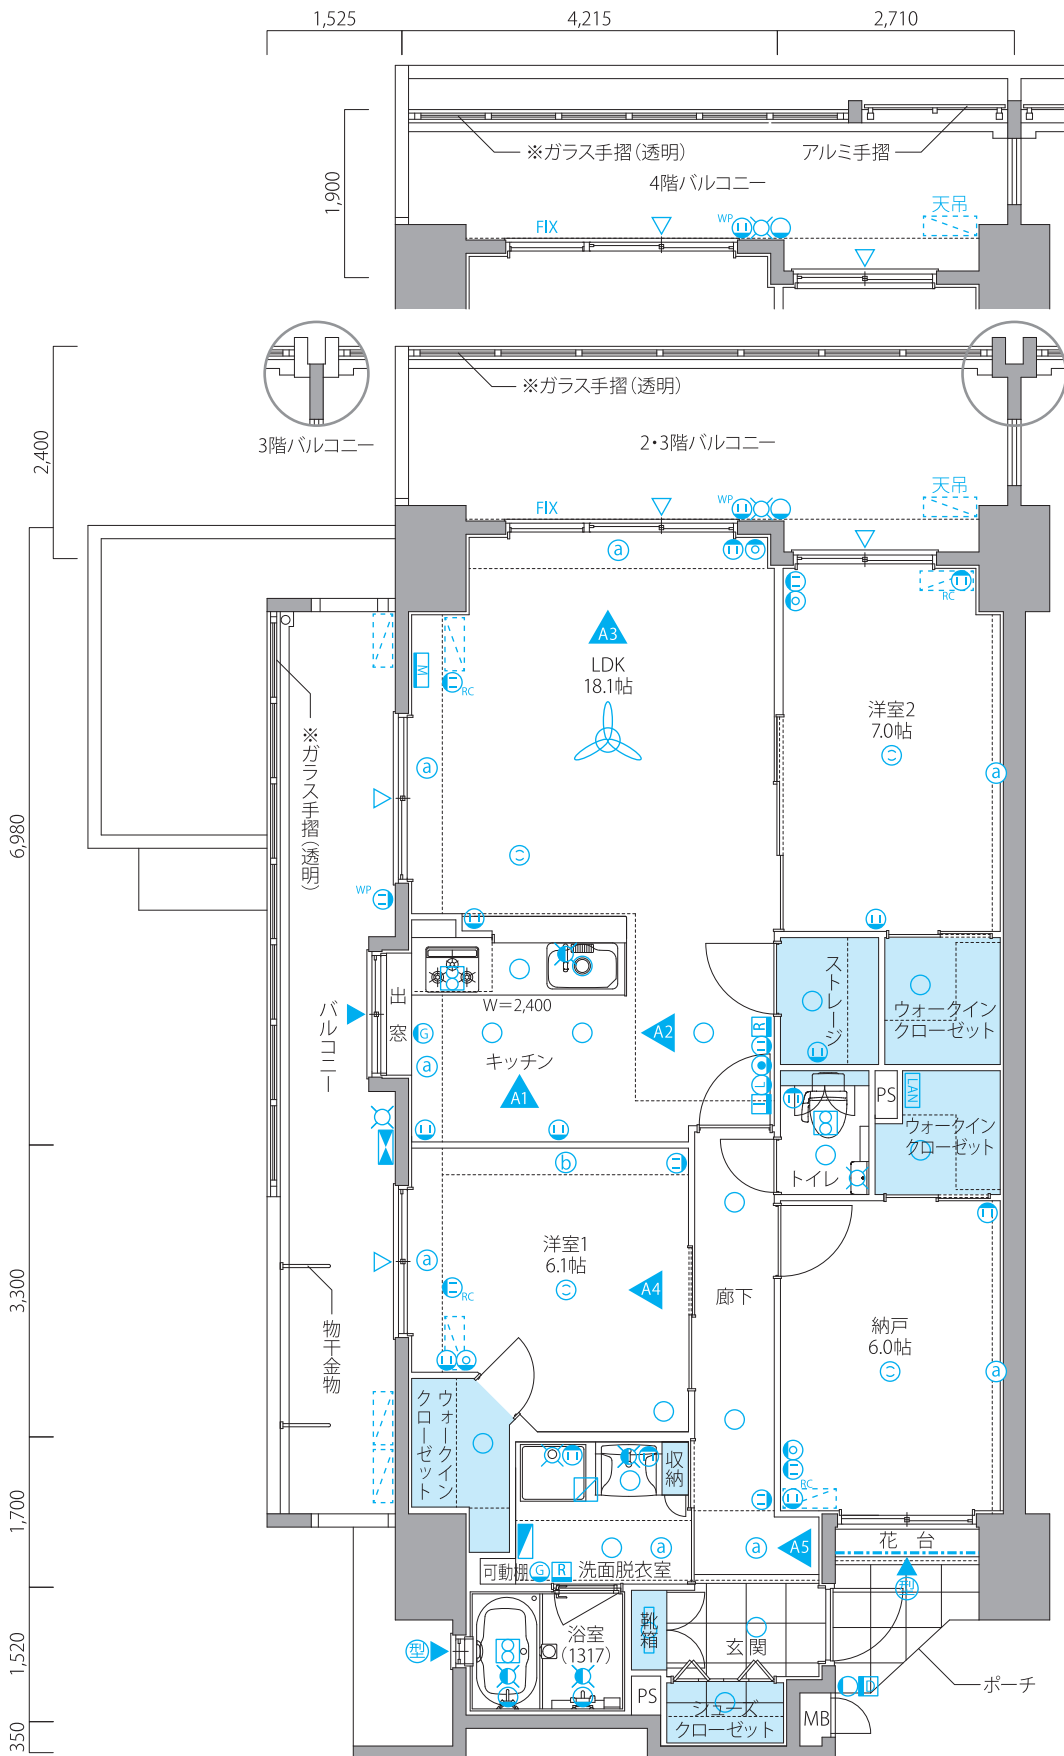 1,525
4,215
2,710
1,900
※ガラス手摺(透明)
アルミ手摺
4階バルコニー
FIX
WP
天吊
※ガラス手摺(透明)
3階バルコニー
2・3階バルコニー
2,400
FIX
WP
天吊
a
RC
A3
LDK
18.1帖
M
RC
洋室2
7.0帖
a
a
※ガラス手摺(透明)
6,980
WP
バルコニー
出窓
W=2,400
G
a
キッチン
A2
A1
R
L
I
ストレージ
ウォークイン
クローゼット
PS
LAN
ウォークイン
クローゼット
トイレ
b
洋室1
6.1帖
a
RC
A4
廊下
3,300
物干金物
納戸
6.0帖
a
RC
ウォークイン
クローゼット
収納
1,700
可動棚
G
R
洗面脱衣室
a
a
A5
花台
型
1,520
型
浴室
(1317)
靴箱
玄関
ポーチ
D
PS
シューズ
クローゼット
MB
350